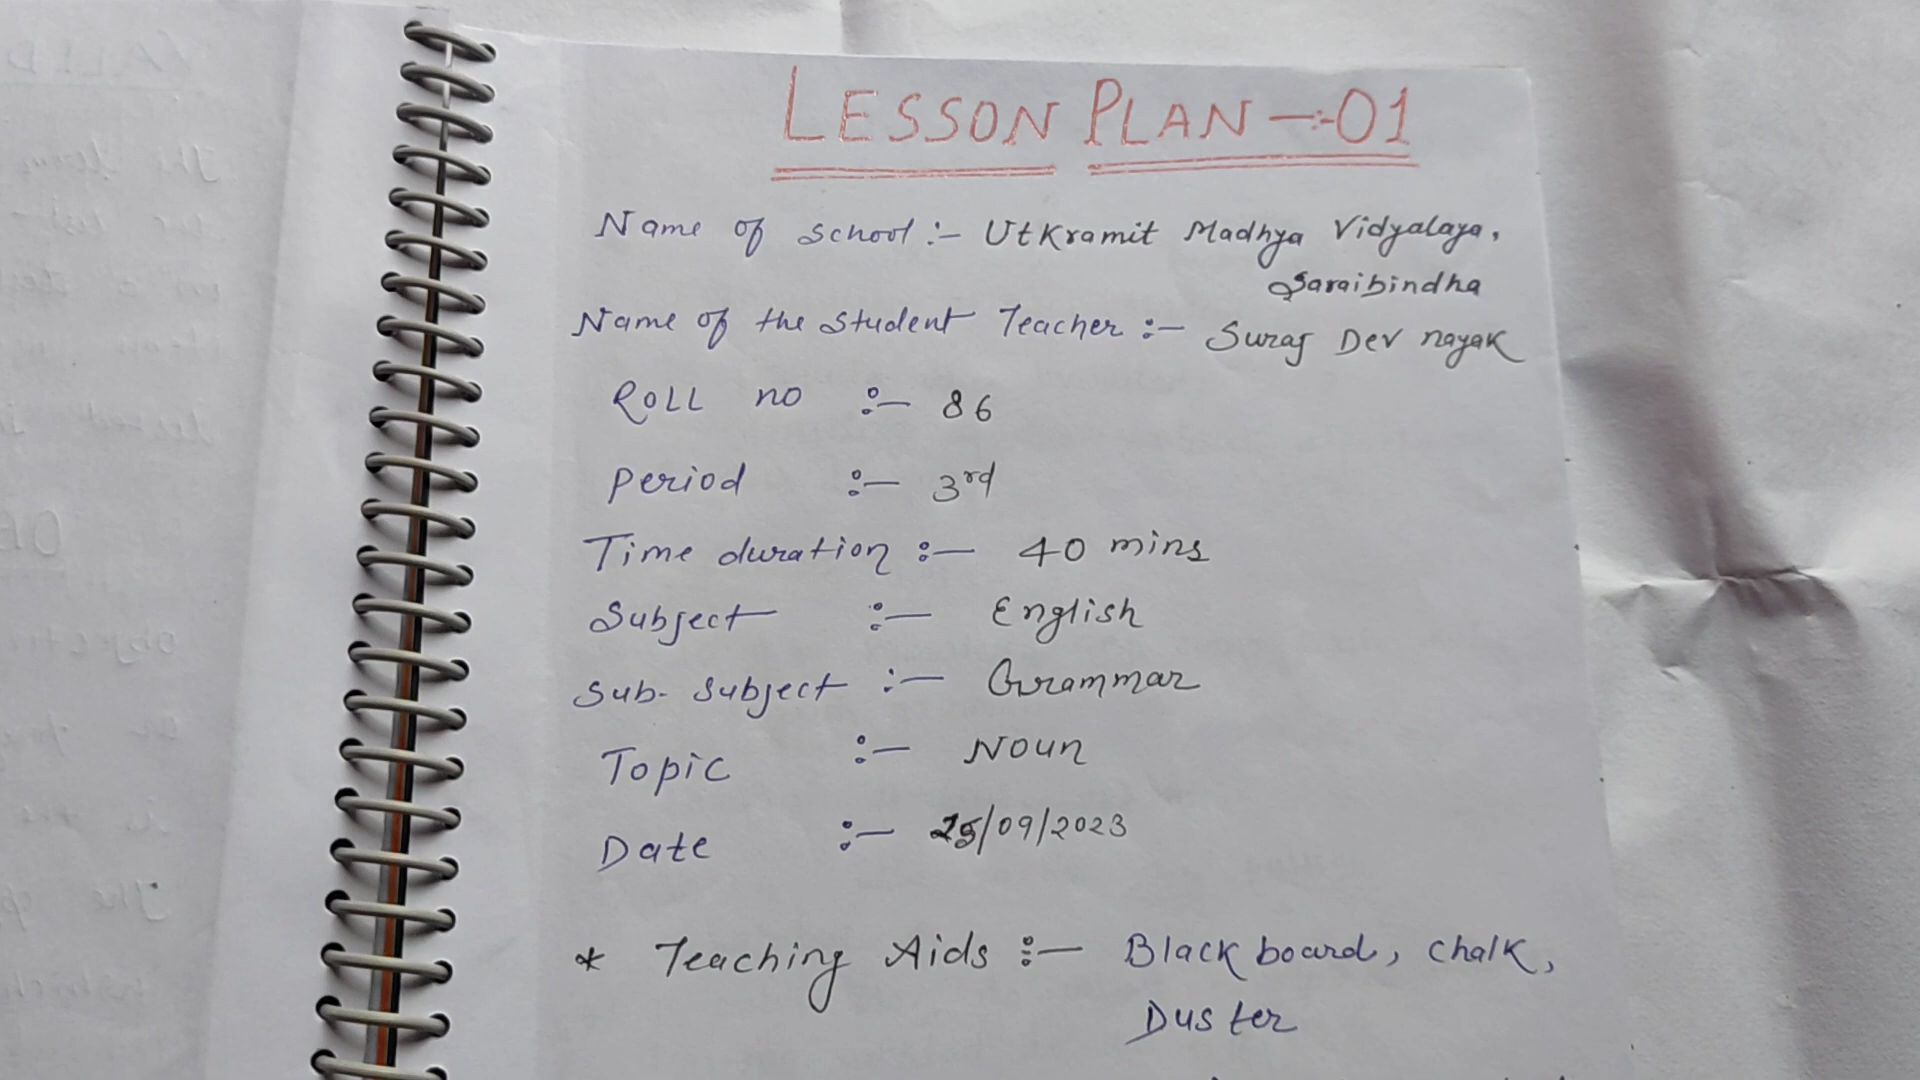 LESSON PLAN -:- 01
Name of School :- Utkramit Madhya Vidyalaya,
Saraibindha
Name of the Student Teacher :- Suraj Dev nayak
Roll no :- 86
Period :- 3rd
Time duration :- 40 mins
Subject :- English
Sub-Subject :- Grammar
Topic :- Noun
Date :- 25/09/2023
* Teaching Aids :- Black board, chalk,
Duster